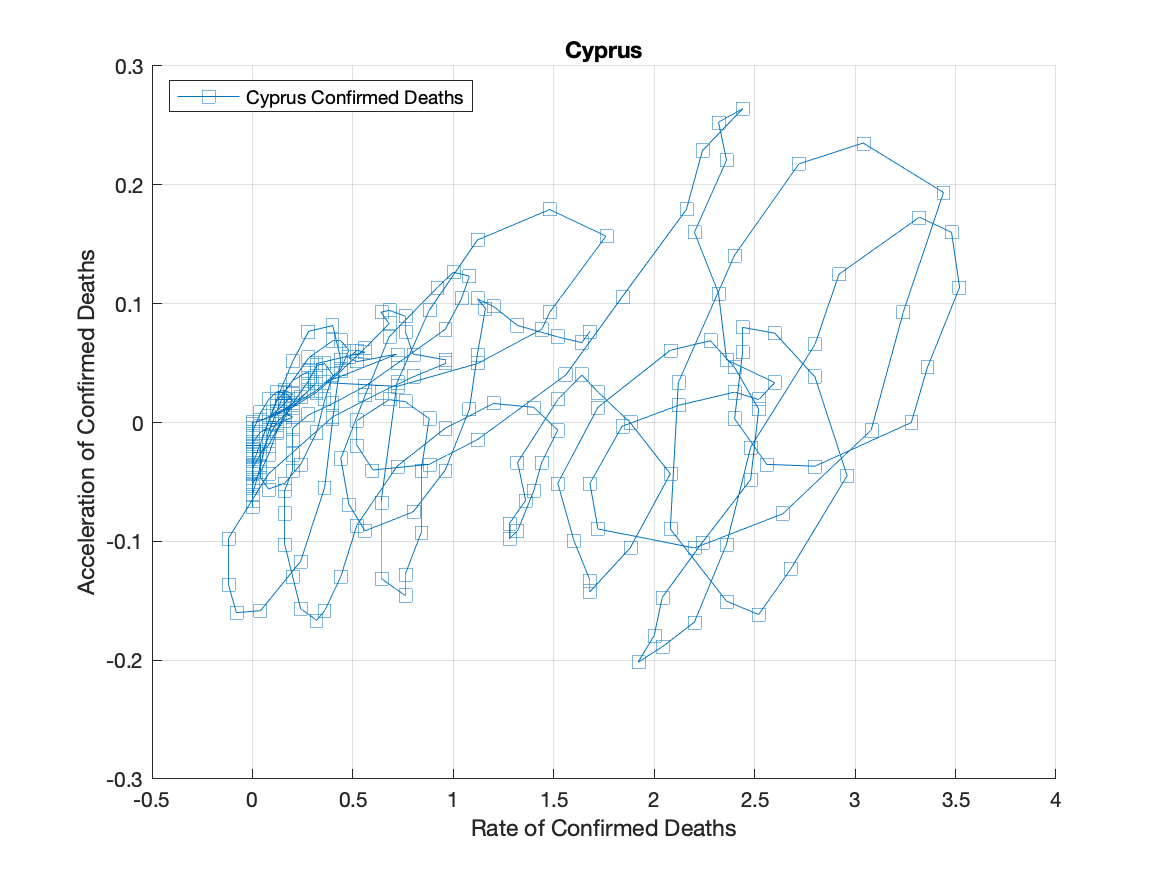 Cyprus
Cyprus Confirmed Deaths
0.3
0.2
0.1
0
-0.1
-0.2
-0.3
Acceleration of Confirmed Deaths
-0.5 0 0.5 1 1.5 2 2.5 3 3.5 4
Rate of Confirmed Deaths